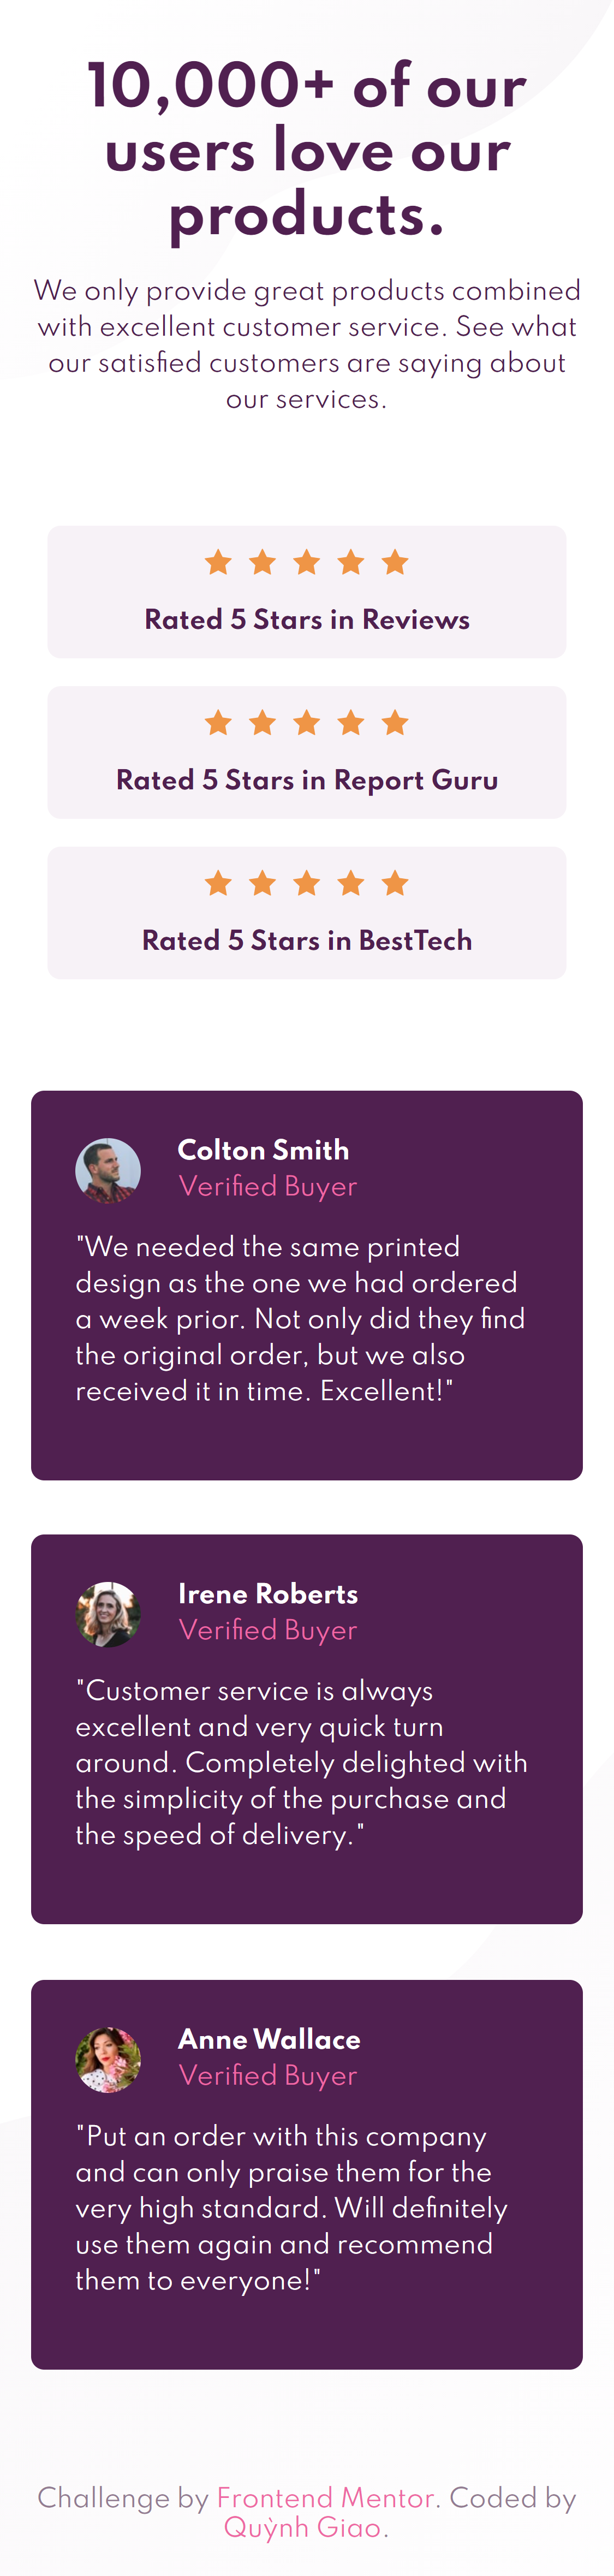 10,000+ of our
users love our
products.
We only provide great products combined
with excellent customer service. See what
our satisfied customers are saying about
our services.
Rated 5 Stars in Reviews
Rated 5 Stars in Report Guru
Rated 5 Stars in BestTech
Colton Smith
Verified Buyer
"We needed the same printed
design as the one we had ordered
a week prior. Not only did they find
the original order, but we also
received it in time. Excellent!"
Irene Roberts
Verified Buyer
"Customer service is always
excellent and very quick turn
around. Completely delighted with
the simplicity of the purchase and
the speed of delivery."
Anne Wallace
Verified Buyer
"Put an order with this company
and can only praise them for the
very high standard. Will definitely
use them again and recommend
them to everyone!"
Challenge by Frontend Mentor. Coded by
Quỳnh Giao.